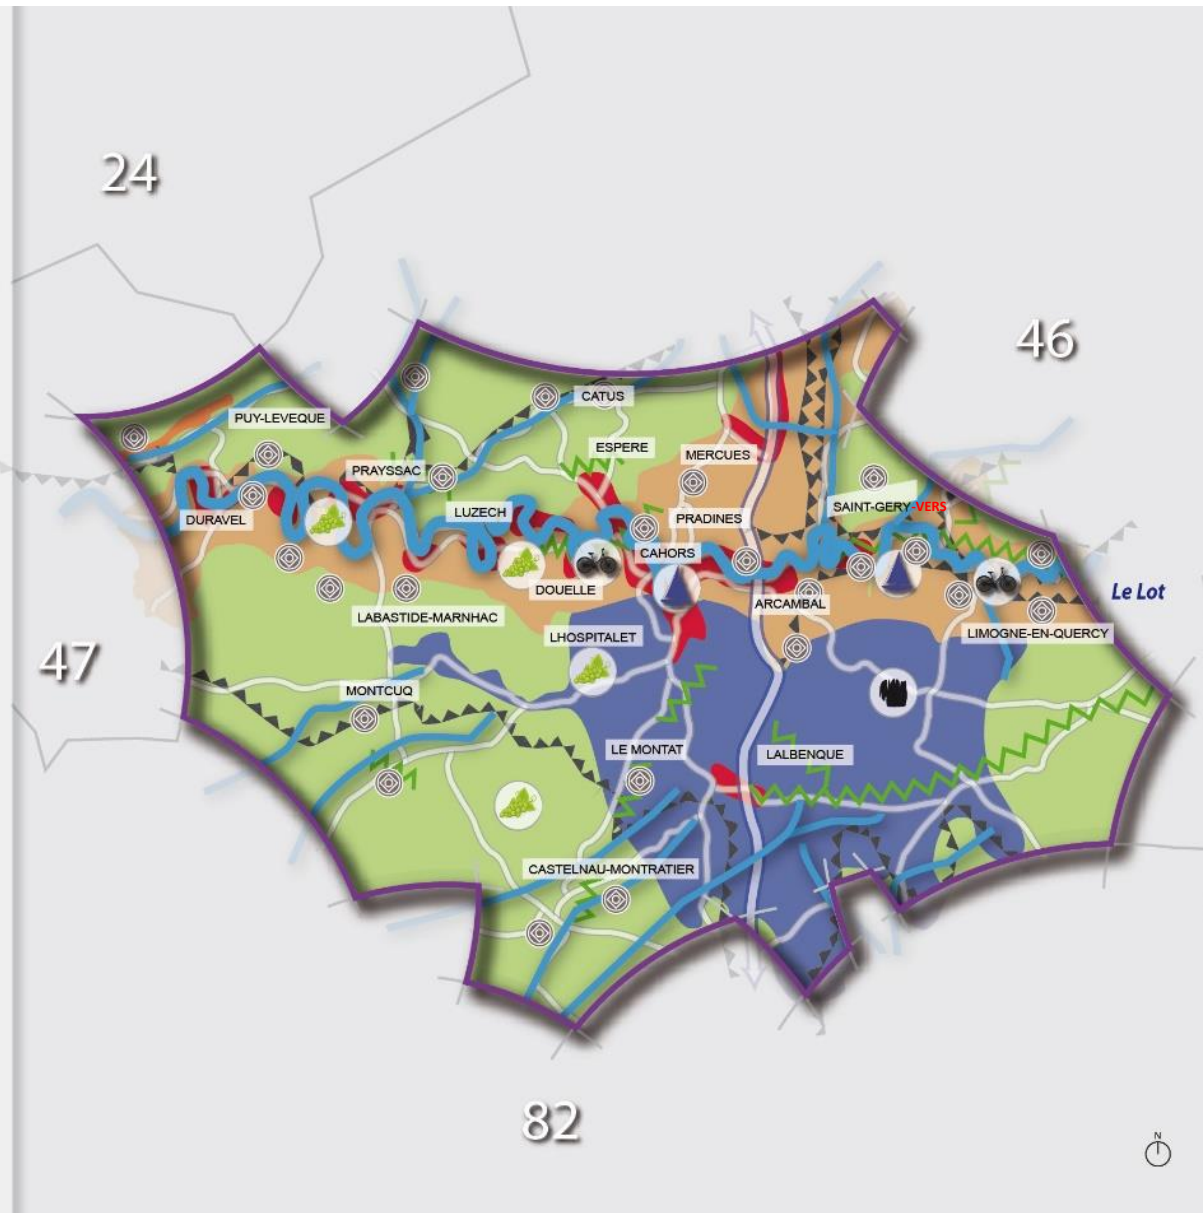 24
46
CATUS
PUY-LEVEQUE
ESPERE
MERCUES
PRAYSSAC
SAINT-GERY-VERS
LUZECH
DURAVEL
PRADINES
CAHORS
Le Lot
DOUELLE
ARCAMBAL
LABASTIDE-MARNHAC
LHOSPITALET
LIMOGNE-EN-QUERCY
47
MONTCUQ
LE MONTAT
LALBENQUE
CASTELNAU-MONTRATIER
82
N